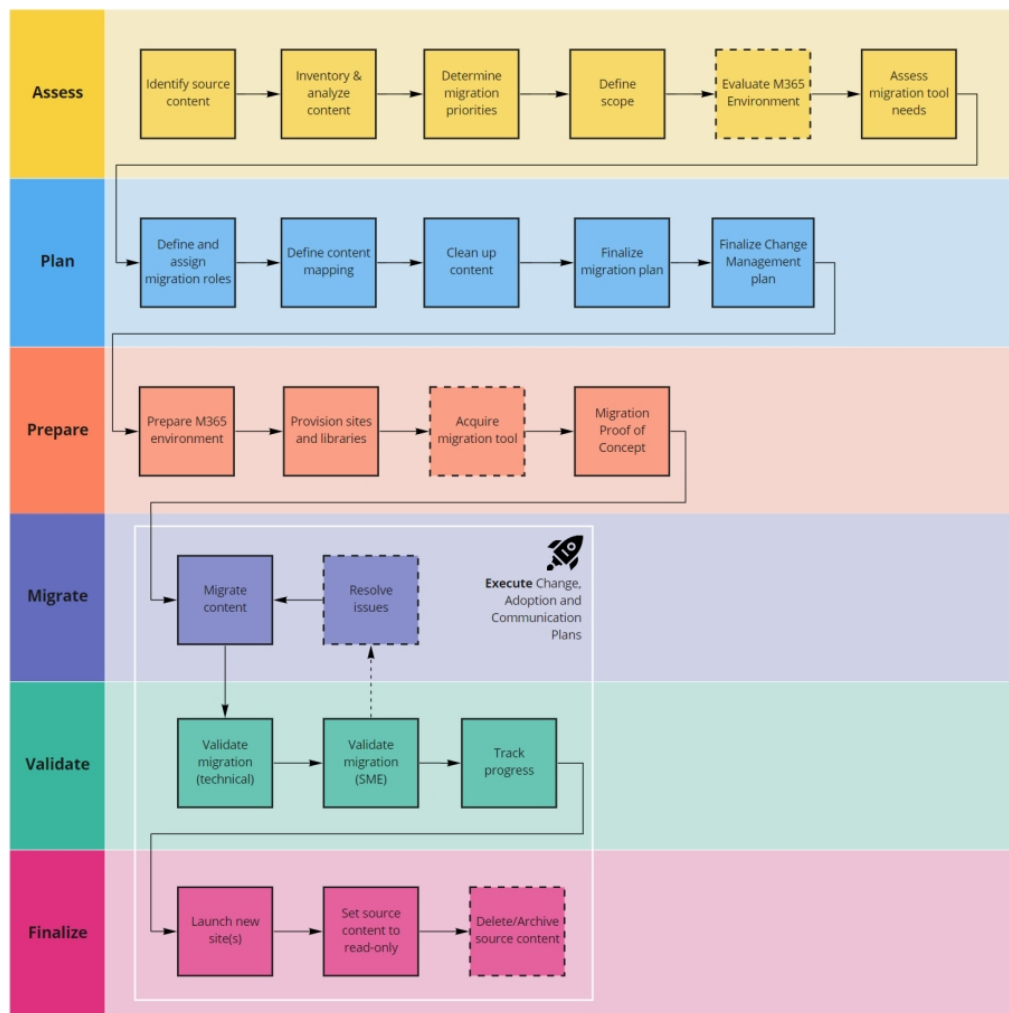 Assess
Identify source
content
Inventory &
analyze
content
Determine
migration
priorities
Define
scope
Evaluate M365
Environment
Assess
migration tool
needs
Plan
Define and
assign
migration roles
Define content
mapping
Clean up
content
Finalize
migration plan
Finalize Change
Management
plan
Prepare
Prepare M365
environment
Provision sites
and libraries
Acquire
migration tool
Migration
Proof of
Concept
Migrate
Migrate
content
Resolve
issues
Execute Change,
Adoption and
Communication
Plans
Validate
Validate
migration
(technical)
Validate
migration
(SME)
Track
progress
Finalize
Launch new
site(s)
Set source
content to
read-only
Delete/Archive
source content